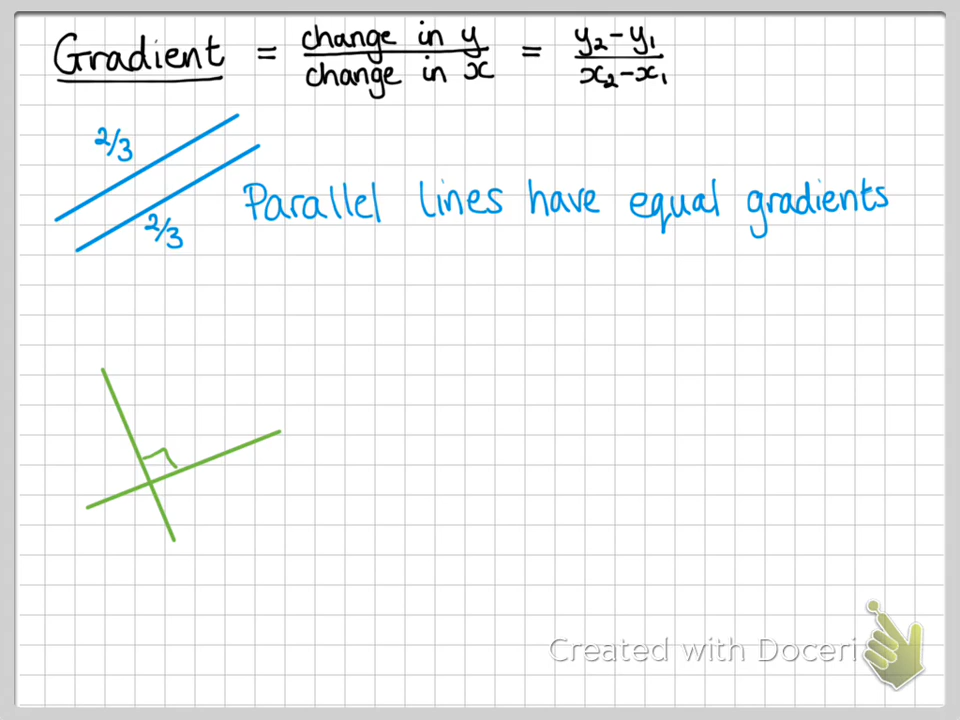 Gradient = change in y / change in x = y₂-y₁ / x₂-x₁
2/3
Parallel lines have equal gradients
2/3
Created with Doceri